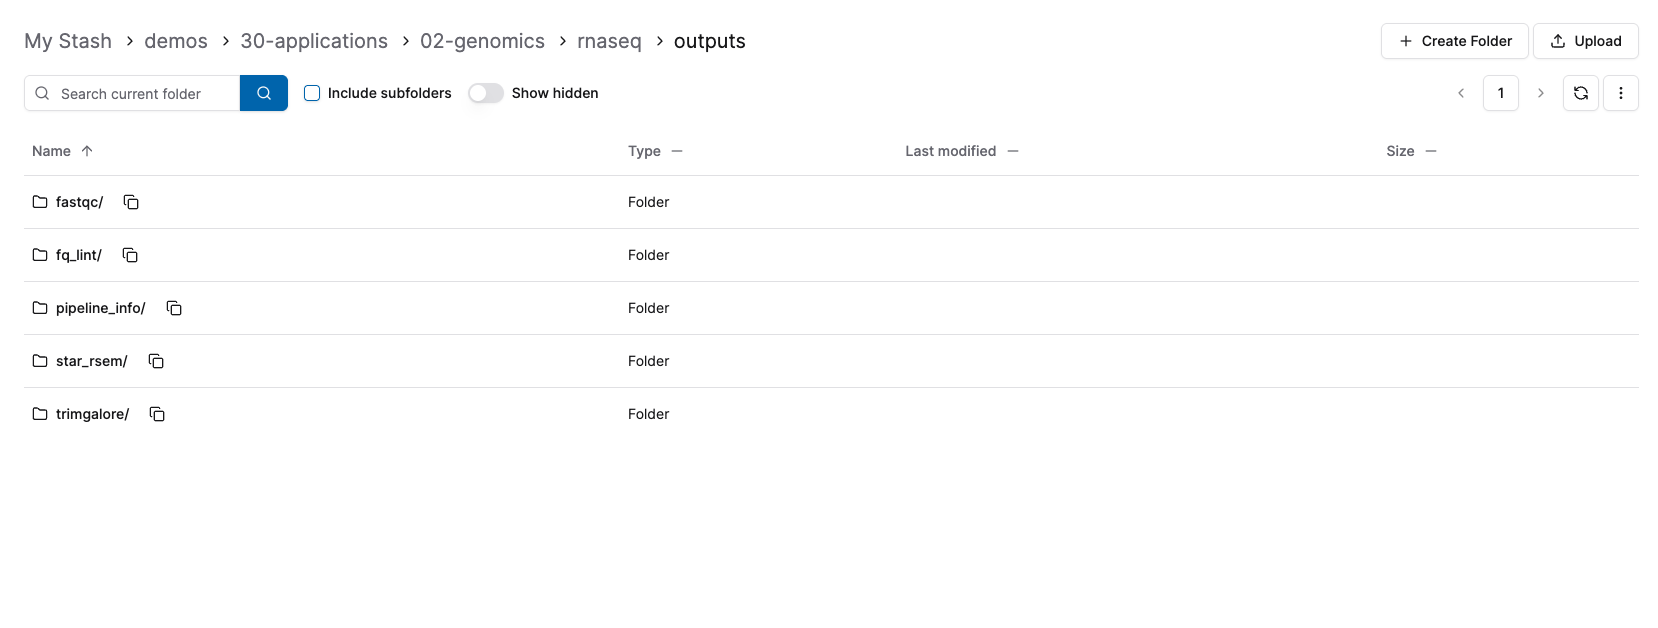 My Stash > demos > 30-applications > 02-genomics > rnaseq > outputs
Create Folder
Upload
Search current folder
Include subfolders
Show hidden
1
Name
Type
Last modified
Size
fastqc/
Folder
fq_lint/
Folder
pipeline_info/
Folder
star_rsem/
Folder
trimgalore/
Folder